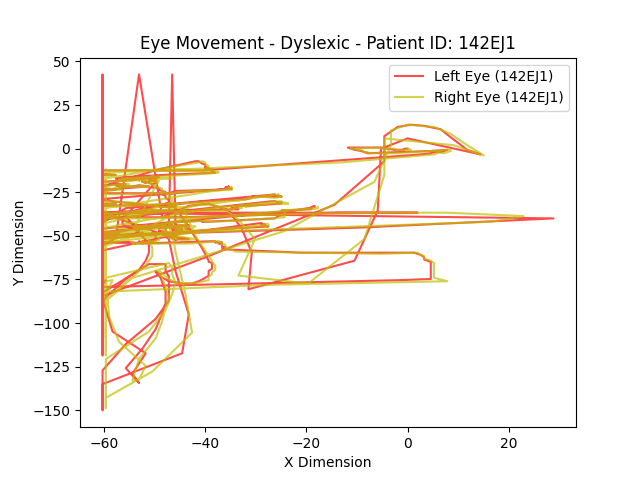 Eye Movement - Dyslexic - Patient ID: 142EJ1
Left Eye (142EJ1)
Right Eye (142EJ1)
50
25
0
−25
−50
−75
−100
−125
−150
Y Dimension
−60 −40 −20 0 20
X Dimension